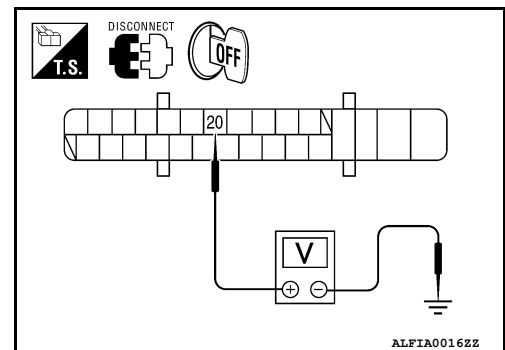 T.S.
DISCONNECT
OFF
20
V
+ −
ALFIA0016ZZ